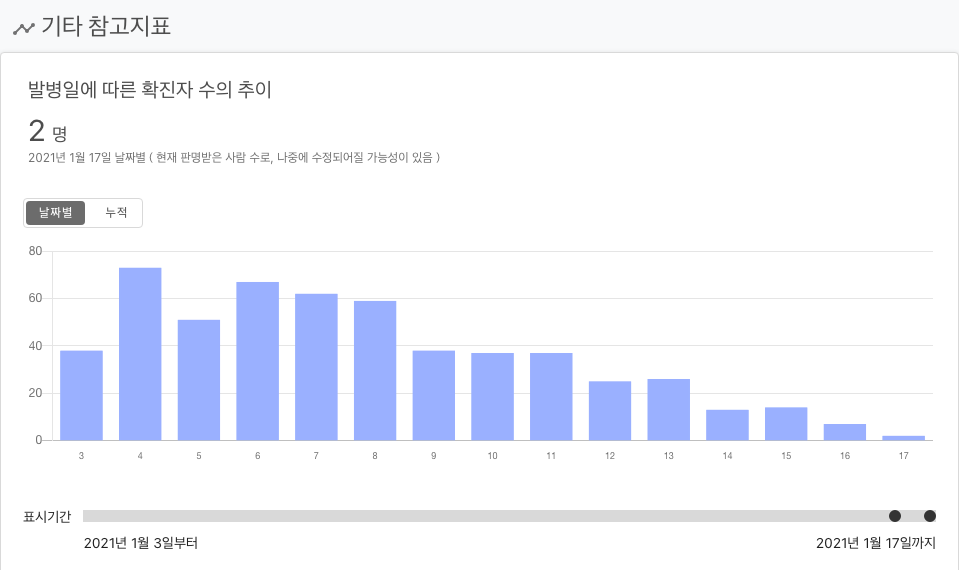 기타 참고지표
발병일에 따른 확진자 수의 추이
2 명
2021년 1월 17일 날짜별 ( 현재 판명받은 사람 수로, 나중에 수정되어질 가능성이 있음 )
날짜별 누적
80
60
40
20
0
3 4 5 6 7 8 9 10 11 12 13 14 15 16 17
표시기간
2021년 1월 3일부터 2021년 1월 17일까지